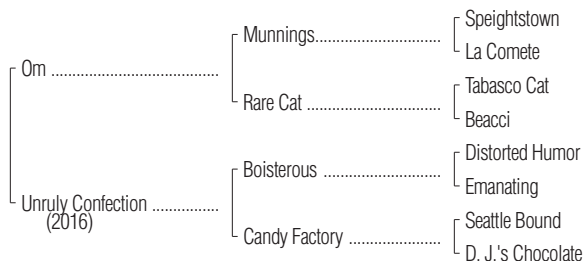 Speightstown
Munnings........................................
La Comete
Om ......................................................
Tabasco Cat
Rare Cat ..........................................
Beacci
Distorted Humor
Boisterous .....................................
Emanating
Unruly Confection .....................
(2016)
Seattle Bound
Candy Factory .................................
D. J.'s Chocolate